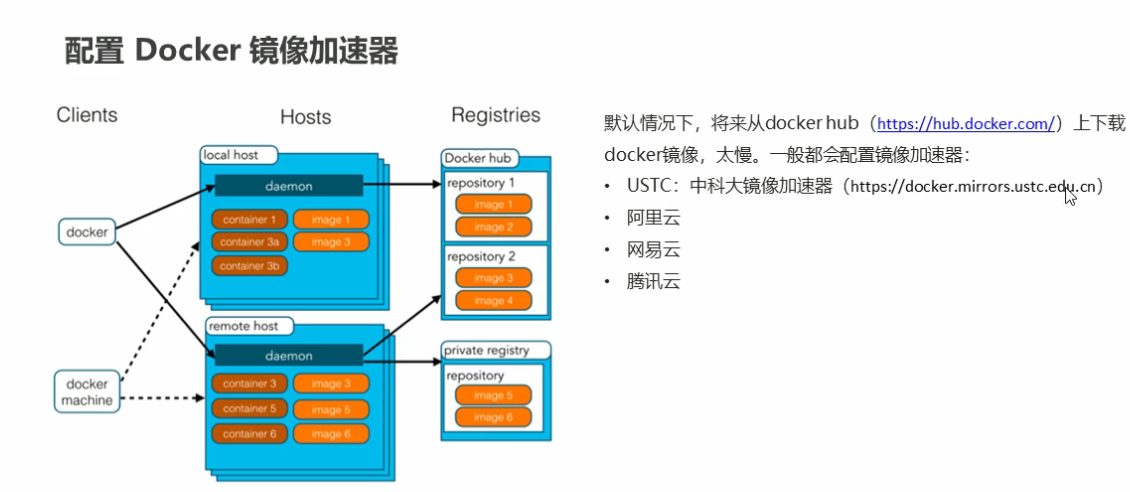 配置 Docker 镜像加速器
Clients
Hosts
Registries
local host
daemon
container 1
image 1
container 3a
image 3
container 3b
docker
remote host
daemon
container 3
image 3
container 5
image 5
container 6
image 6
docker
machine
Docker hub
repository 1
image 1
image 2
repository 2
image 3
image 4
private registry
repository
image 5
image 6
默认情况下，将来从docker hub（https://hub.docker.com/）上下载
docker镜像，太慢。一般都会配置镜像加速器：
• USTC：中科大镜像加速器（https://docker.mirrors.ustc.edu.cn）
• 阿里云
• 网易云
• 腾讯云